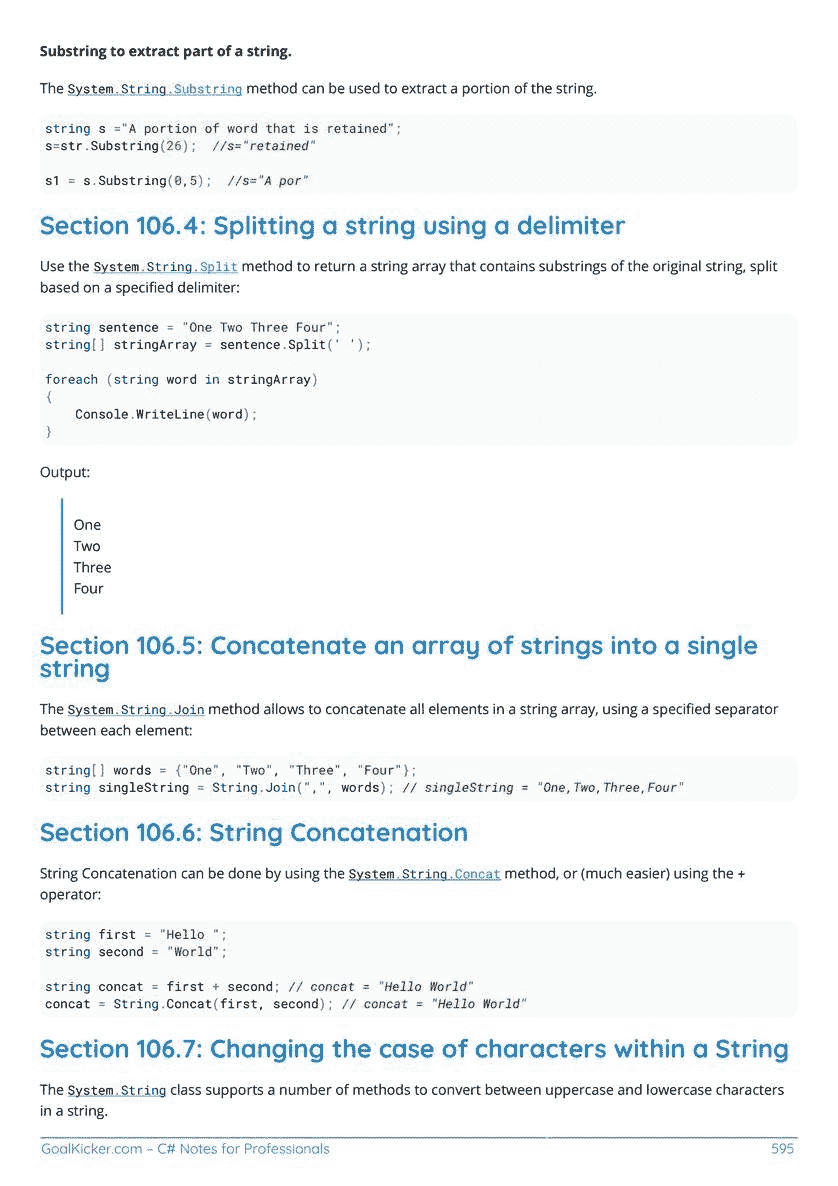 Substring to extract part of a string.
The System.String.Substring method can be used to extract a portion of the string.
string s ="A portion of word that is retained";
s=str.Substring(26);  //s="retained"
s1 = s.Substring(0,5);  //s="A por"
Section 106.4: Splitting a string using a delimiter
Use the System.String.Split method to return a string array that contains substrings of the original string, split
based on a specified delimiter:
string sentence = "One Two Three Four";
string[] stringArray = sentence.Split(' ');
foreach (string word in stringArray)
{
    Console.WriteLine(word);
}
Output:
One
Two
Three
Four
Section 106.5: Concatenate an array of strings into a single
string
The System.String.Join method allows to concatenate all elements in a string array, using a specified separator
between each element:
string[] words = {"One", "Two", "Three", "Four"};
string singleString = String.Join(",", words); // singleString = "One,Two,Three,Four"
Section 106.6: String Concatenation
String Concatenation can be done by using the System.String.Concat method, or (much easier) using the +
operator:
string first = "Hello ";
string second = "World";
string concat = first + second; // concat = "Hello World"
concat = String.Concat(first, second); // concat = "Hello World"
Section 106.7: Changing the case of characters within a String
The System.String class supports a number of methods to convert between uppercase and lowercase characters
in a string.
GoalKicker.com – C# Notes for Professionals 595